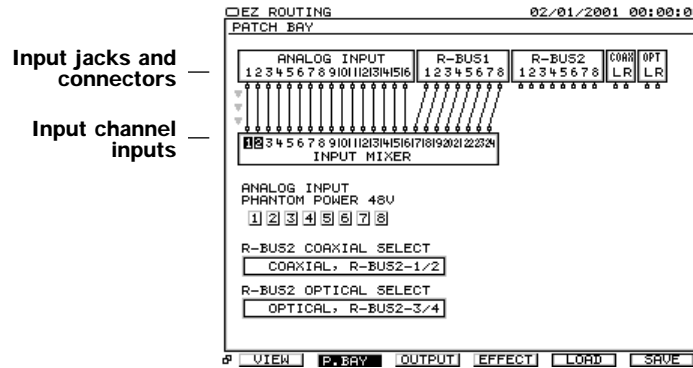 EZ ROUTING 02/01/2001 00:00:0
PATCH BAY
Input jacks and connectors
ANALOG INPUT R-BUS1 R-BUS2 COAX OPT
1 2 3 4 5 6 7 8 9 10 11 12 13 14 15 16 1 2 3 4 5 6 7 8 1 2 3 4 5 6 7 8 L R L R
Input channel inputs
1 2 3 4 5 6 7 8 9 10 11 12 13 14 15 16 17 18 19 20 21 22 23 24
INPUT MIXER
ANALOG INPUT
PHANTOM POWER 48V
1 2 3 4 5 6 7 8
R-BUS2 COAXIAL SELECT
COAXIAL, R-BUS2-1/2
R-BUS2 OPTICAL SELECT
OPTICAL, R-BUS2-3/4
VIEW P.BAY OUTPUT EFFECT LOAD SAVE